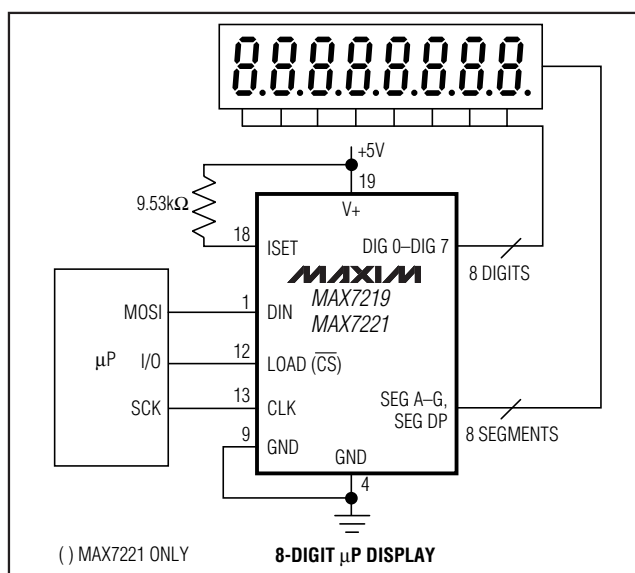 8.8.8.8.8.8.8.8.
+5V
19
9.53kΩ
V+
18
ISET
DIG 0–DIG 7
8 DIGITS
MAXIM
MAX7219
MAX7221
MOSI
1
DIN
µP
I/O
12
LOAD (C̅S̅)
SCK
13
CLK
SEG A–G,
SEG DP
8 SEGMENTS
9
GND
GND
4
( ) MAX7221 ONLY
8-DIGIT µP DISPLAY